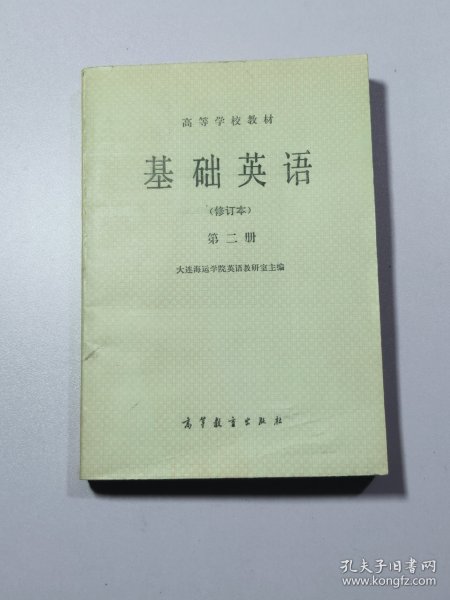 高等学校教材
基础英语
（修订本）
第二册
大连海运学院英语教研室主编
高等教育出版社
孔夫子旧书网
www.kongfz.com